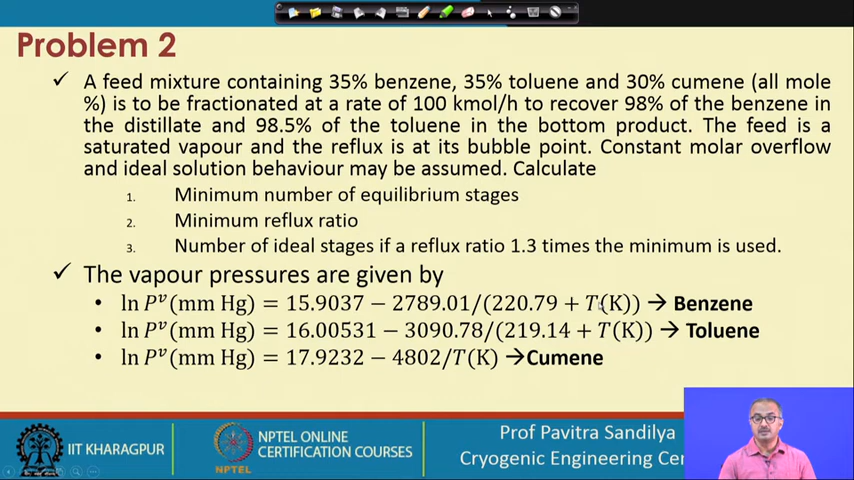 Problem 2
✓ A feed mixture containing 35% benzene, 35% toluene and 30% cumene (all mole
%) is to be fractionated at a rate of 100 kmol/h to recover 98% of the benzene in
the distillate and 98.5% of the toluene in the bottom product. The feed is a
saturated vapour and the reflux is at its bubble point. Constant molar overflow
and ideal solution behaviour may be assumed. Calculate
1. Minimum number of equilibrium stages
2. Minimum reflux ratio
3. Number of ideal stages if a reflux ratio 1.3 times the minimum is used.
✓ The vapour pressures are given by
• ln Pᵛ(mm Hg) = 15.9037 − 2789.01/(220.79 + T(K)) → Benzene
• ln Pᵛ(mm Hg) = 16.00531 − 3090.78/(219.14 + T(K)) → Toluene
• ln Pᵛ(mm Hg) = 17.9232 − 4802/T(K) →Cumene
IIT KHARAGPUR
NPTEL
NPTEL ONLINE
CERTIFICATION COURSES
Prof Pavitra Sandilya
Cryogenic Engineering Cen